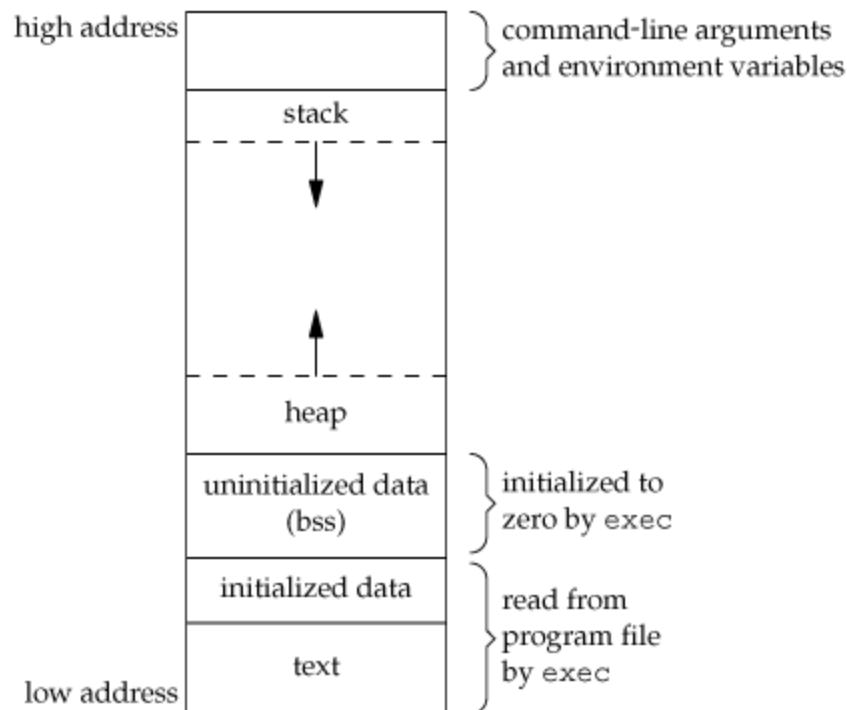 high address
command-line arguments
and environment variables
stack
heap
uninitialized data
(bss)
initialized to
zero by exec
initialized data
read from
program file
by exec
text
low address